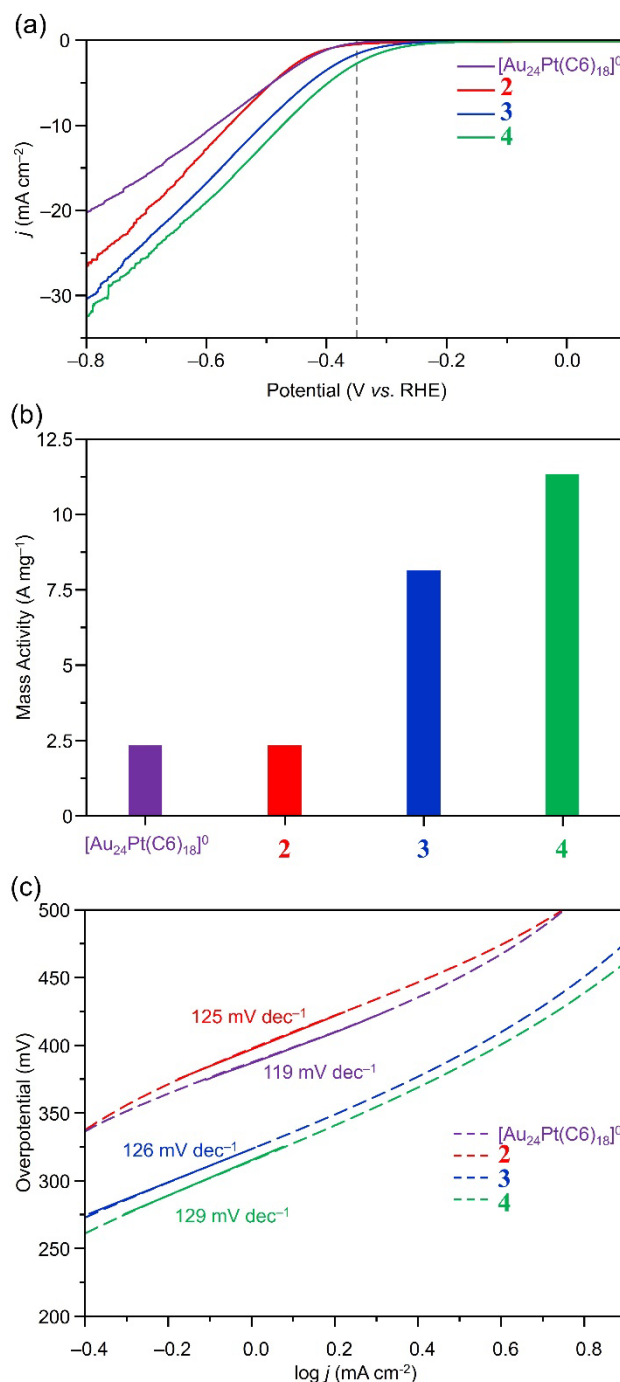 (a)
0
–10
–20
–30
j (mA cm⁻²)
[Au₂₄Pt(C6)₁₈]⁰
2
3
4
–0.8
–0.6
–0.4
–0.2
0.0
Potential (V vs. RHE)
(b)
12.5
10
7.5
5
2.5
0
Mass Activity (A mg⁻¹)
[Au₂₄Pt(C6)₁₈]⁰
2
3
4
(c)
500
450
400
350
300
250
200
Overpotential (mV)
125 mV dec⁻¹
119 mV dec⁻¹
126 mV dec⁻¹
129 mV dec⁻¹
[Au₂₄Pt(C6)₁₈]⁰
2
3
4
–0.4
–0.2
0.0
0.2
0.4
0.6
0.8
log j (mA cm⁻²)